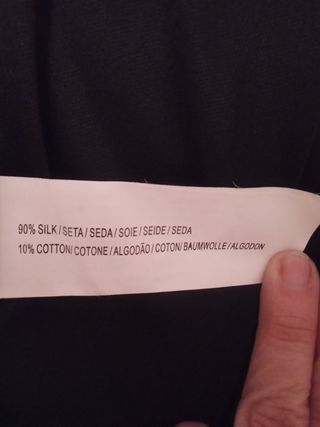 90% SILK/SETA/SEDA/SOIE/SEIDE/SEDA
10% COTTON/COTONE/ALGODÃO/COTON/BAUMWOLLE/ALGODON